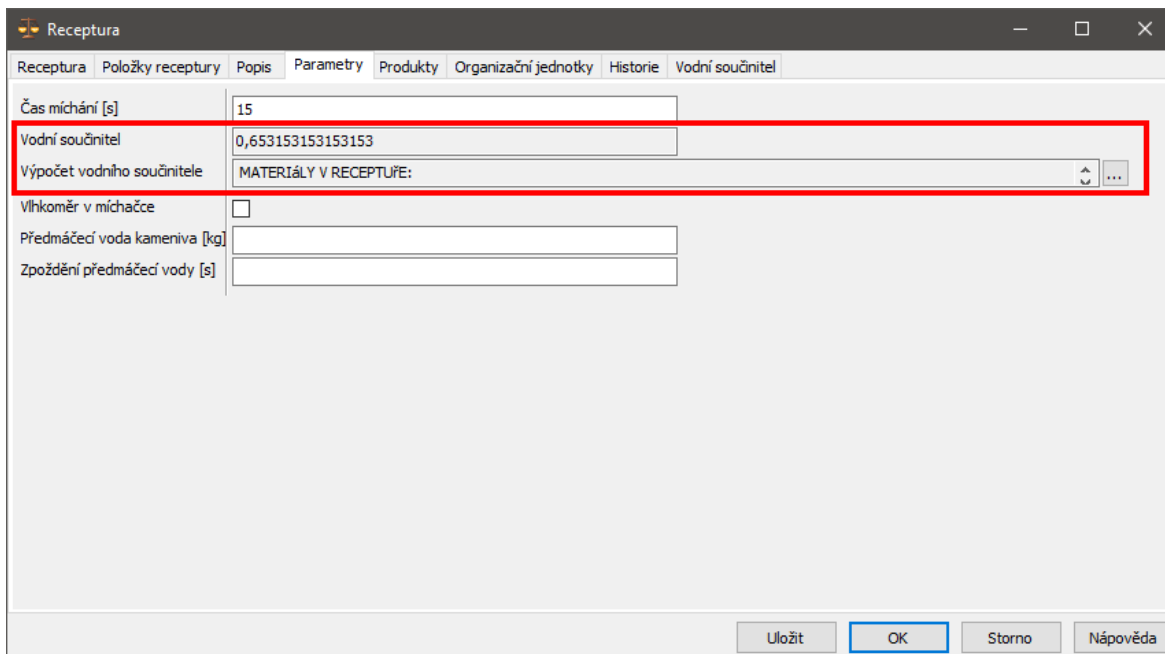 Receptura
Receptura Položky receptury Popis Parametry Produkty Organizační jednotky Historie Vodní součinitel
Čas míchání [s] 15
Vodní součinitel 0,653153153153153
Výpočet vodního součinitele MATERIáLY V RECEPTUřE: ...
Vlhkoměr v míchačce
Předmáčecí voda kameniva [kg]
Zpoždění předmáčecí vody [s]
Uložit OK Storno Nápověda